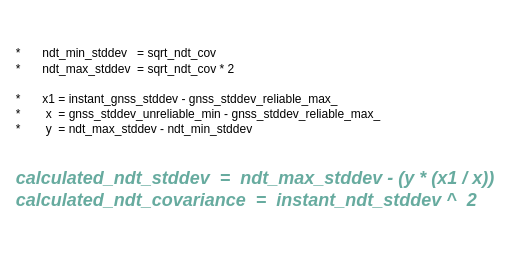 * ndt_min_stddev = sqrt_ndt_cov
* ndt_max_stddev = sqrt_ndt_cov * 2
* x1 = instant_gnss_stddev - gnss_stddev_reliable_max_
* x = gnss_stddev_unreliable_min - gnss_stddev_reliable_max_
* y = ndt_max_stddev - ndt_min_stddev
calculated_ndt_stddev = ndt_max_stddev - (y * (x1 / x))
calculated_ndt_covariance = instant_ndt_stddev ^ 2